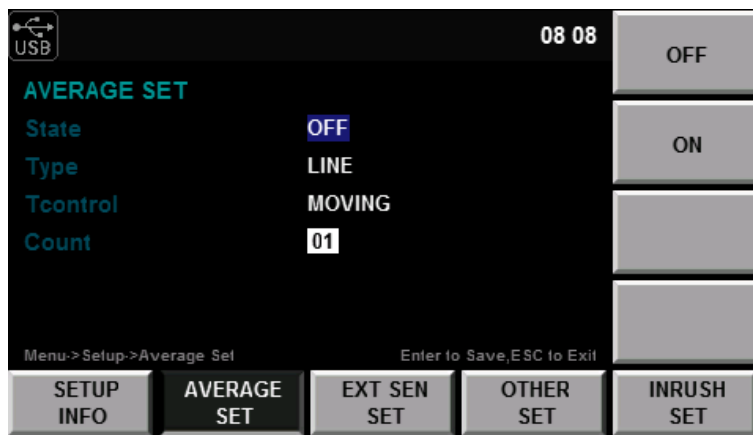 USB
08 08
OFF
AVERAGE SET
State OFF
ON
Type LINE
Tcontrol MOVING
Count 01
Menu->Setup->Average Set Enter to Save,ESC to Exit
SETUP INFO
AVERAGE SET
EXT SEN SET
OTHER SET
INRUSH SET